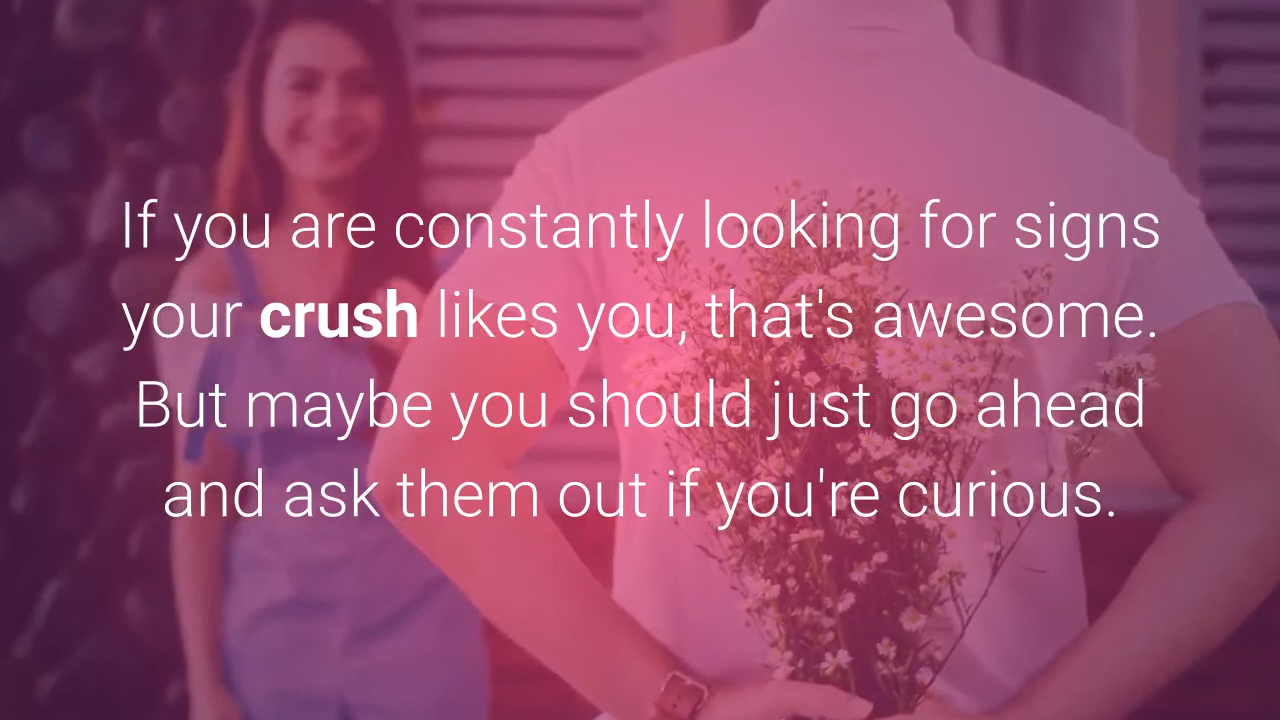 If you are constantly looking for signs
your crush likes you, that's awesome.
But maybe you should just go ahead
and ask them out if you're curious.